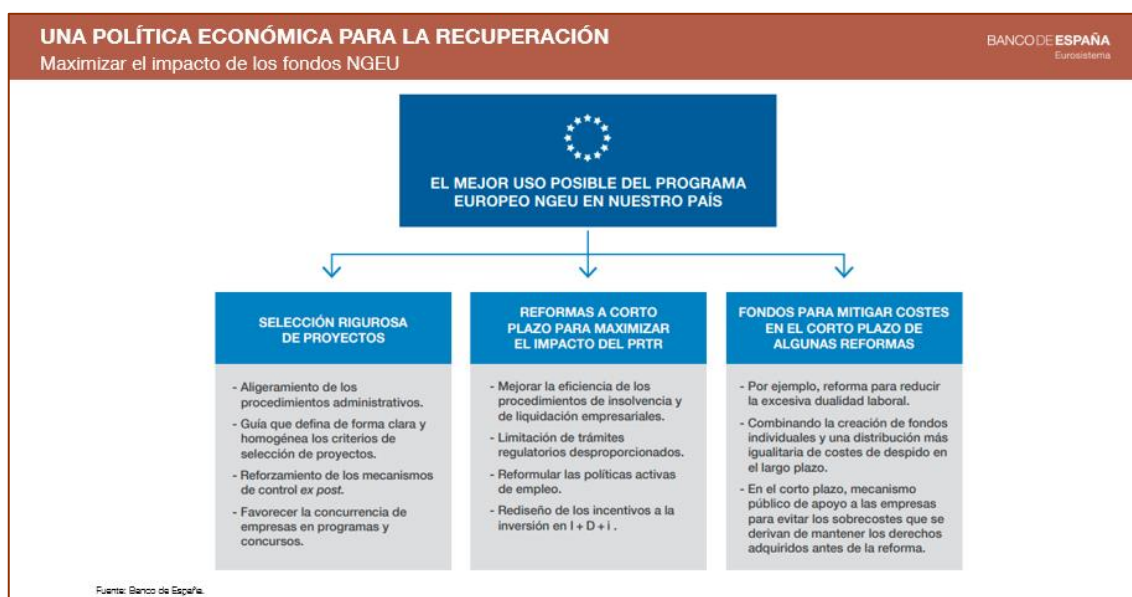 UNA POLÍTICA ECONÓMICA PARA LA RECUPERACIÓN
Maximizar el impacto de los fondos NGEU
BANCO DE ESPAÑA
Eurosistema
EL MEJOR USO POSIBLE DEL PROGRAMA
EUROPEO NGEU EN NUESTRO PAÍS
SELECCIÓN RIGUROSA
DE PROYECTOS
- Aligeramiento de los
procedimientos administrativos.
- Guía que defina de forma clara y
homogénea los criterios de
selección de proyectos.
- Reforzamiento de los mecanismos
de control ex post.
- Favorecer la concurrencia de
empresas en programas y
concursos.
REFORMAS A CORTO
PLAZO PARA MAXIMIZAR
EL IMPACTO DEL PRTR
- Mejorar la eficiencia de los
procedimientos de insolvencia y
de liquidación empresariales.
- Limitación de trámites
regulatorios desproporcionados.
- Reformular las políticas activas
de empleo.
- Rediseño de los incentivos a la
inversión en I + D + i .
FONDOS PARA MITIGAR COSTES
EN EL CORTO PLAZO DE
ALGUNAS REFORMAS
- Por ejemplo, reforma para reducir
la excesiva dualidad laboral.
- Combinando la creación de fondos
individuales y una distribución más
igualitaria de costes de despido en
el largo plazo.
- En el corto plazo, mecanismo
público de apoyo a las empresas
para evitar los sobrecostes que se
derivan de mantener los derechos
adquiridos antes de la reforma.
Fuente: Banco de España.